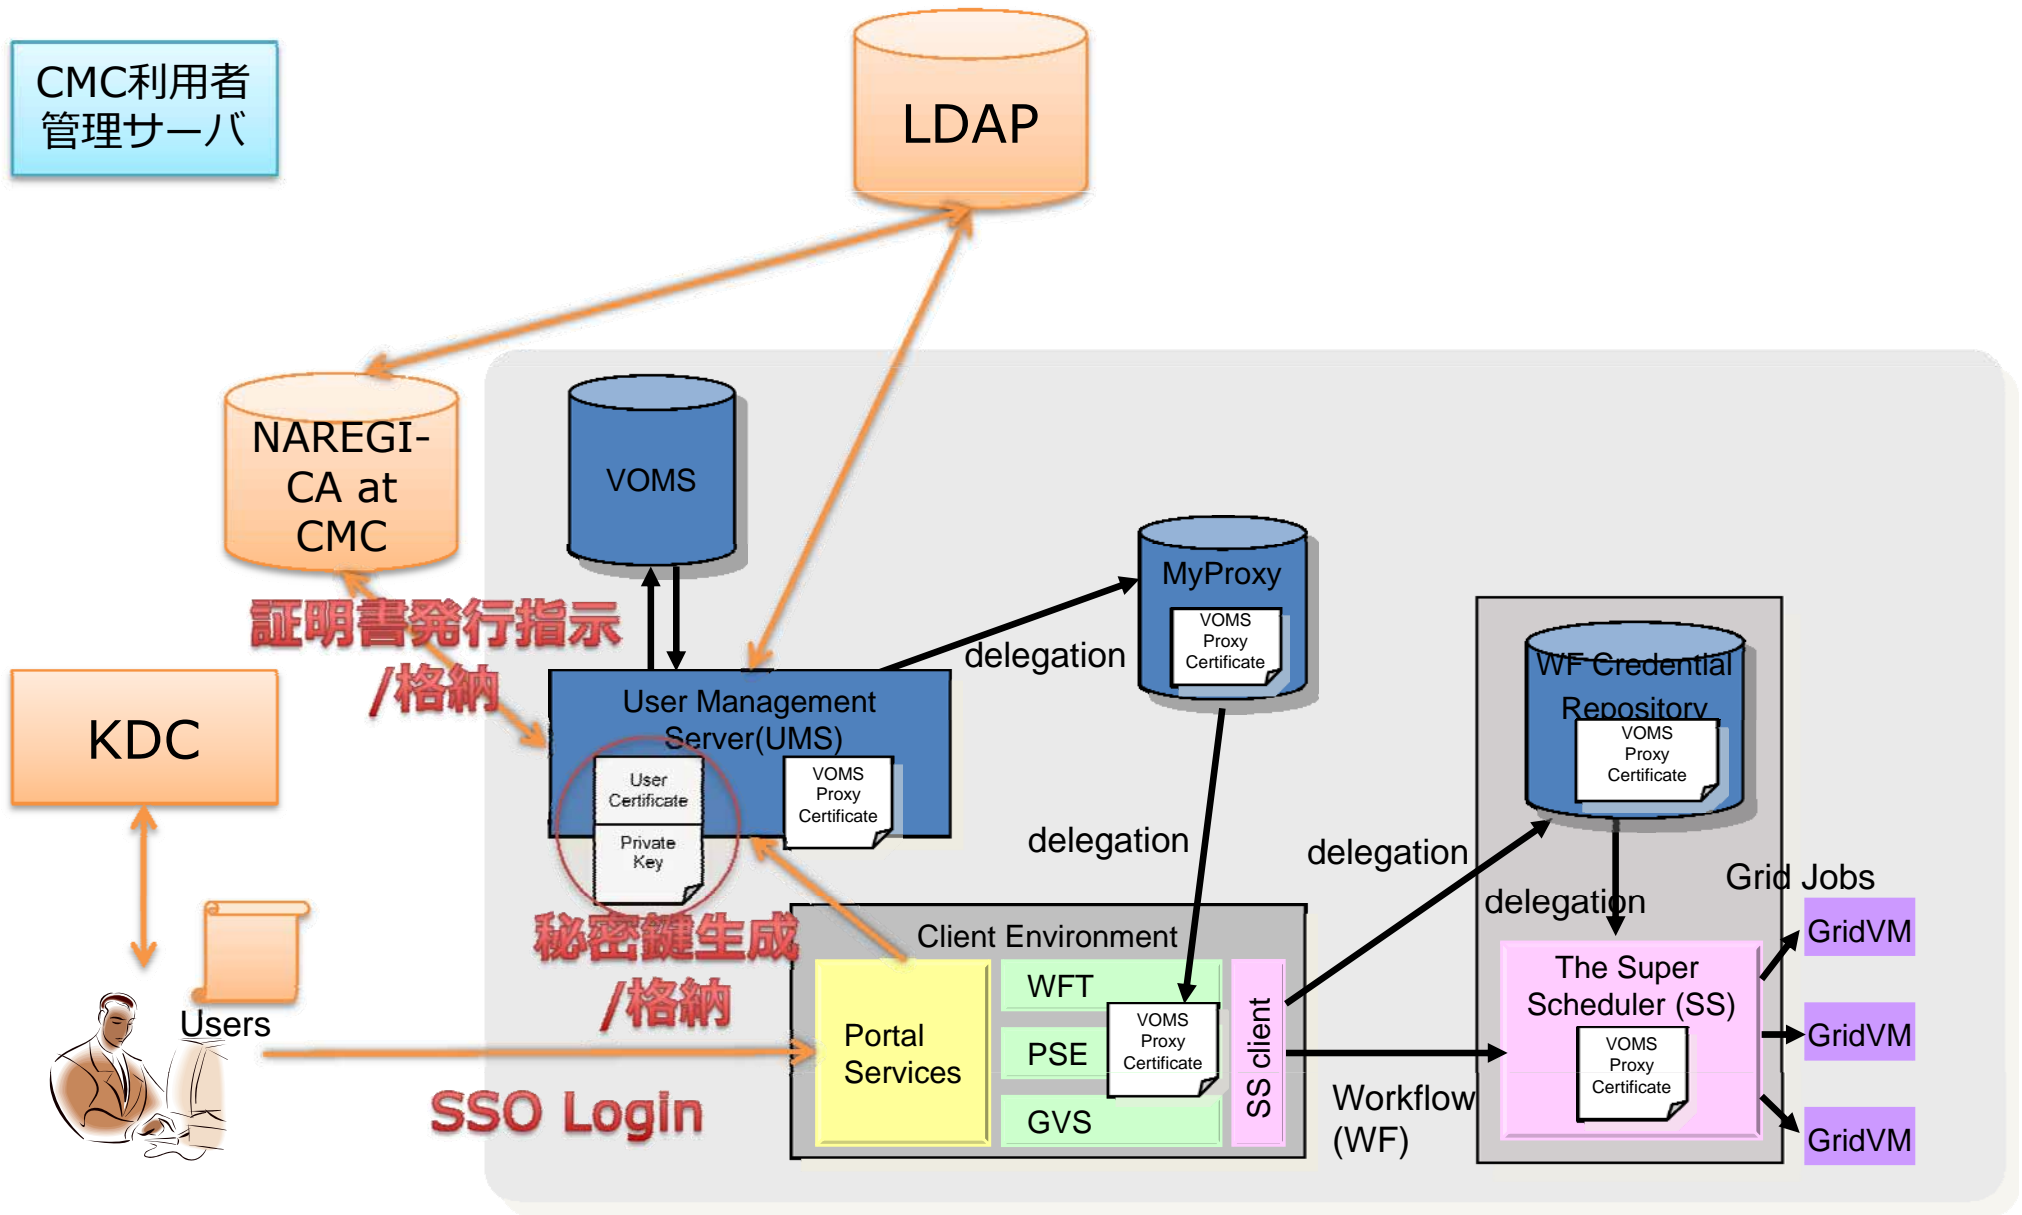 CMC利用者
管理サーバ
LDAP
NAREGI-
CA at
CMC
VOMS
MyProxy
VOMS
Proxy
Certificate
証明書発行指示
/格納
delegation
WF Credential
Repository
VOMS
Proxy
Certificate
KDC
User Management
Server(UMS)
User
Certificate
Private
Key
VOMS
Proxy
Certificate
delegation
delegation
delegation
Grid Jobs
秘密鍵生成
/格納
Client Environment
Portal
Services
WFT
PSE
GVS
VOMS
Proxy
Certificate
SS client
The Super
Scheduler (SS)
VOMS
Proxy
Certificate
GridVM
GridVM
GridVM
Users
SSO Login
Workflow
(WF)